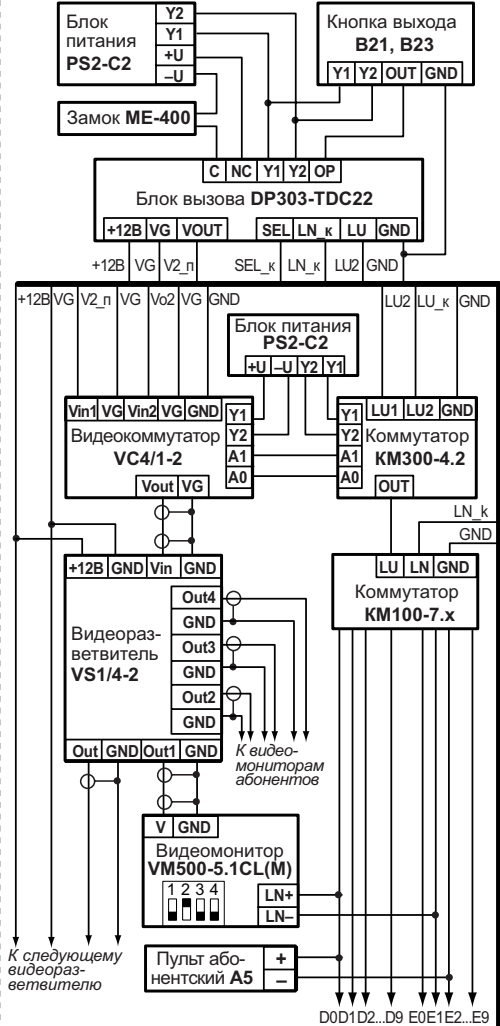 Блок
питания
PS2-C2
Y2
Y1
+U
–U
Кнопка выхода
B21, B23
Y1 Y2 OUT GND
Замок ME-400
C NC Y1 Y2 OP
Блок вызова DP303-TDC22
+12В VG VOUT SEL LN_к LU GND
+12В VG V2_п SEL_к LN_к LU2 GND
+12В VG V2_п VG Vo2 VG GND LU2 LU_к GND
Блок питания
PS2-C2
+U –U Y2 Y1
Vin1 VG Vin2 VG GND
Видеокоммутатор
VC4/1-2
Y1
Y2
A1
A0
Vout VG
Y1
Y2
A1
A0
LU1 LU2 GND
Коммутатор
КМ300-4.2
OUT
LN_k
GND
LU LN GND
Коммутатор
КМ100-7.x
+12В GND Vin GND
Видеораз-
ветвитель
VS1/4-2
Out4
GND
Out3
GND
Out2
GND
Out GND Out1 GND
К видео-
мониторам
абонентов
V GND
Видеомонитор
VM500-5.1CL(M)
1 2 3 4
LN+
LN–
К следующему
видеораз-
ветвителю
Пульт або-
нентский А5
+
–
D0D1D2...D9 E0E1E2...E9